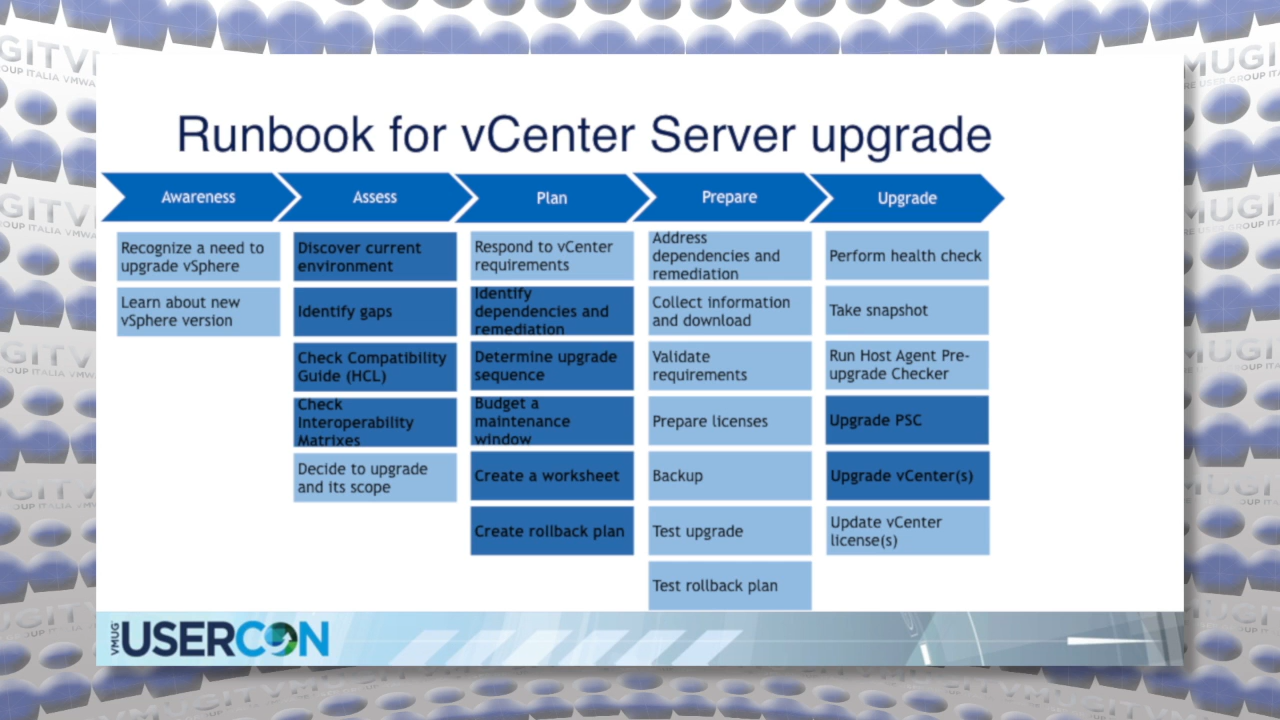 Runbook for vCenter Server upgrade
Awareness
Assess
Plan
Prepare
Upgrade
Recognize a need to
upgrade vSphere
Learn about new
vSphere version
Discover current
environment
Identify gaps
Check Compatibility
Guide (HCL)
Check
Interoperability
Matrixes
Decide to upgrade
and its scope
Respond to vCenter
requirements
Identify
dependencies and
remediation
Determine upgrade
sequence
Budget a
maintenance
window
Create a worksheet
Create rollback plan
Address
dependencies and
remediation
Collect information
and download
Validate
requirements
Prepare licenses
Backup
Test upgrade
Test rollback plan
Perform health check
Take snapshot
Run Host Agent Pre-
upgrade Checker
Upgrade PSC
Upgrade vCenter(s)
Update vCenter
license(s)
VMUG
USERCON